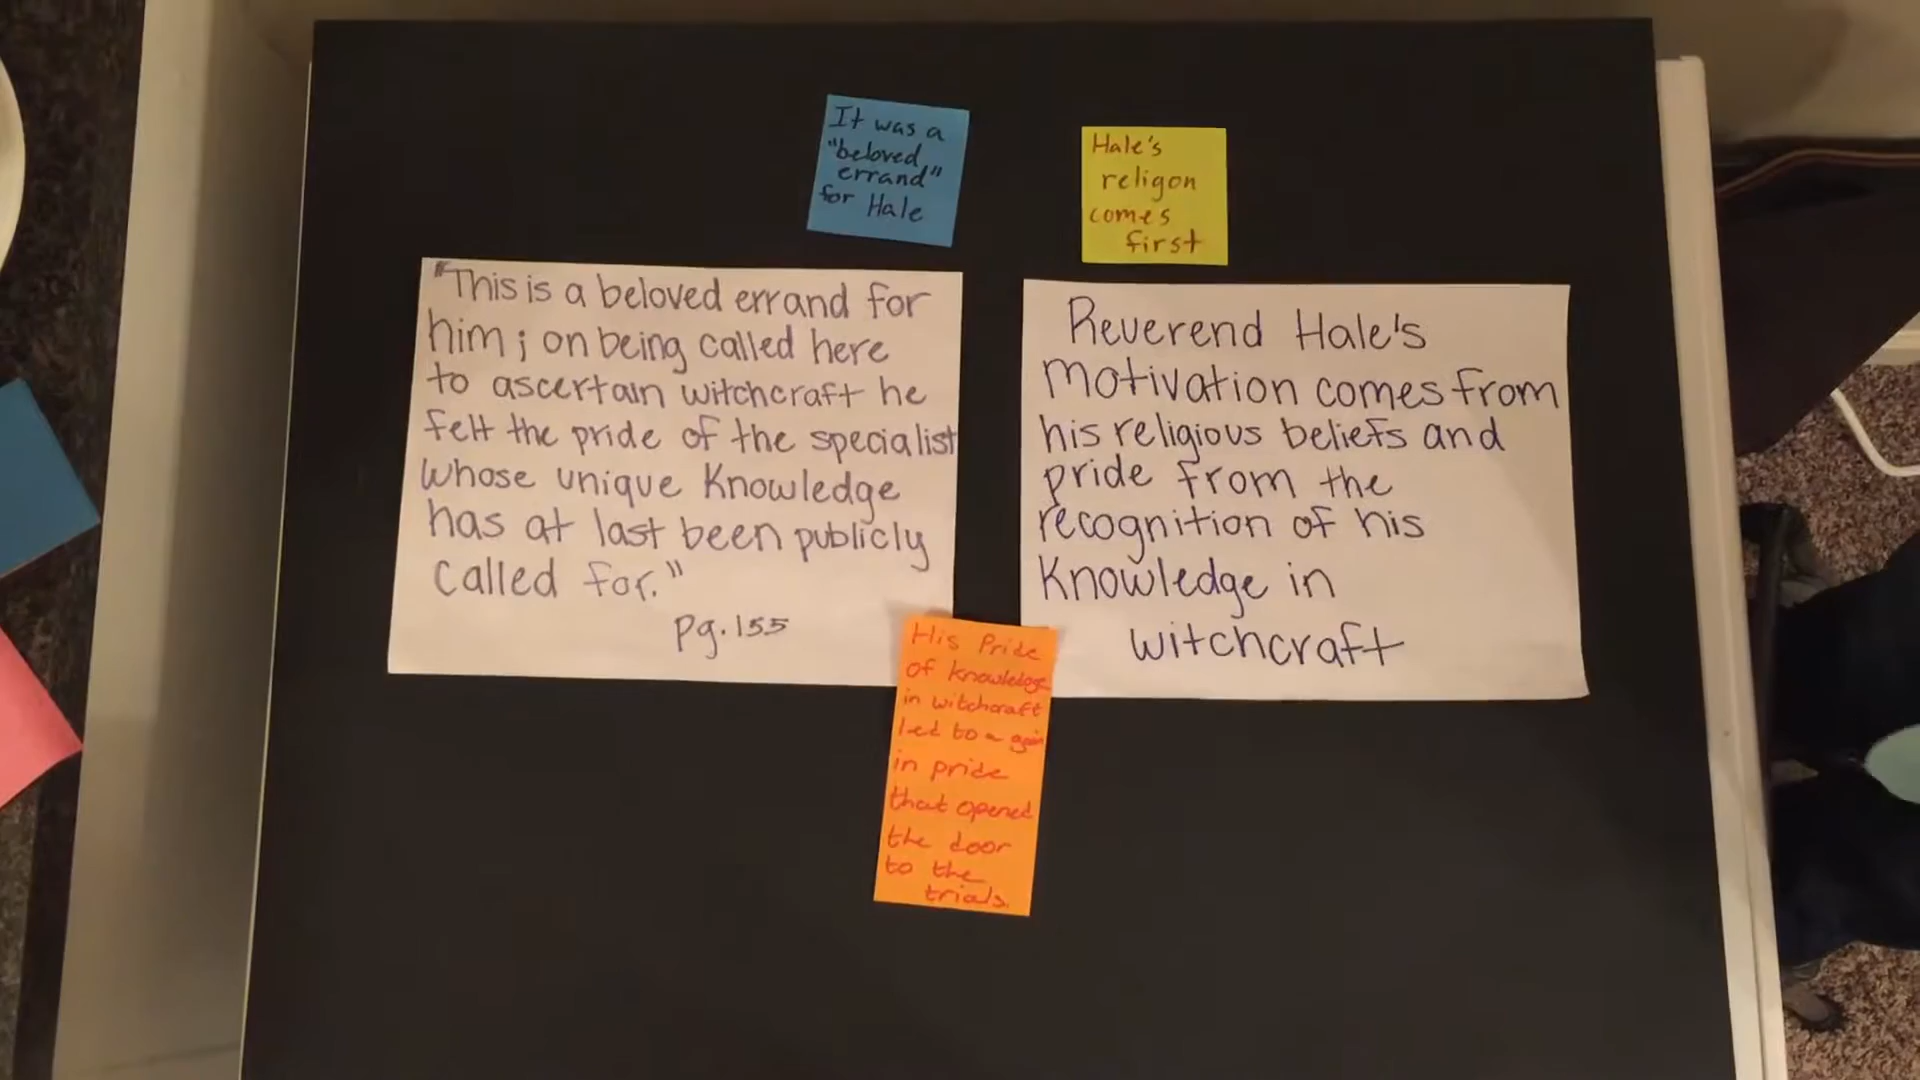 It was a
"beloved
errand"
for Hale
Hale's
religon
comes
first
"This is a beloved errand for
him; on being called here
to ascertain witchcraft he
felt the pride of the specialist
whose unique knowledge
has at last been publicly
called for."
pg. 155
Reverend Hale's
motivation comes from
his religious beliefs and
pride from the
recognition of his
knowledge in
witchcraft
His Pride
of knowledge
in witchcraft
led to a gain
in pride
that opened
the door
to the
trials.